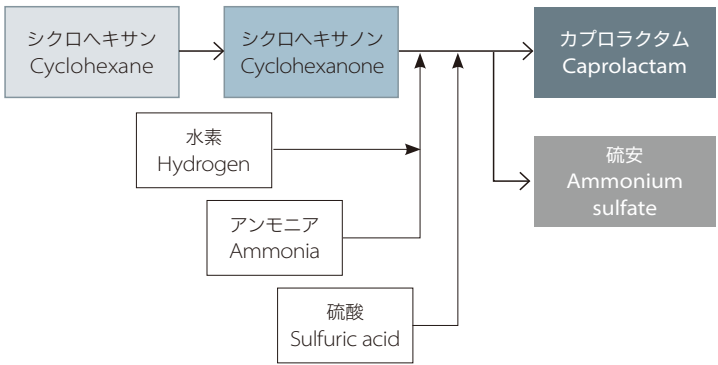 シクロヘキサン
Cyclohexane
シクロヘキサノン
Cyclohexanone
カプロラクタム
Caprolactam
水素
Hydrogen
硫安
Ammonium
sulfate
アンモニア
Ammonia
硫酸
Sulfuric acid